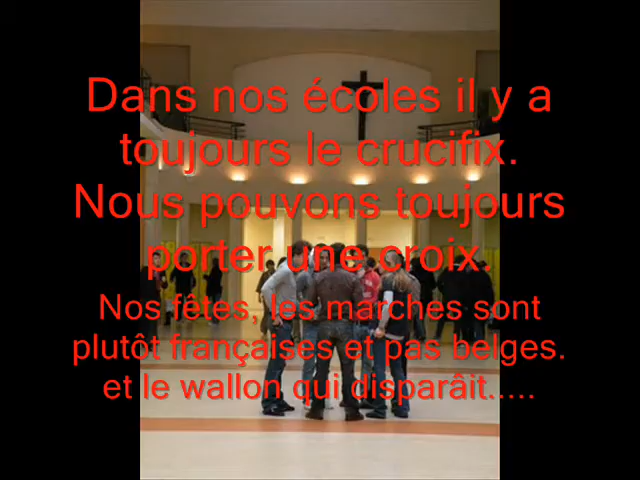 Dans nos écoles il y a
toujours le crucifix.
Nous pouvons toujours
porter une croix.
Nos fêtes, les marches sont
plutôt françaises et pas belges.
et le wallon qui disparâit.....